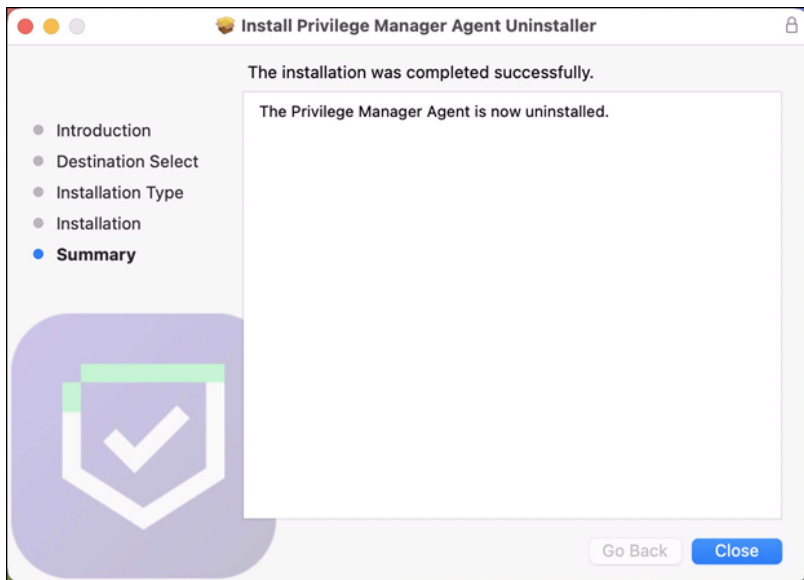 Install Privilege Manager Agent Uninstaller
The installation was completed successfully.
Introduction
Destination Select
Installation Type
Installation
Summary
The Privilege Manager Agent is now uninstalled.
Go Back
Close